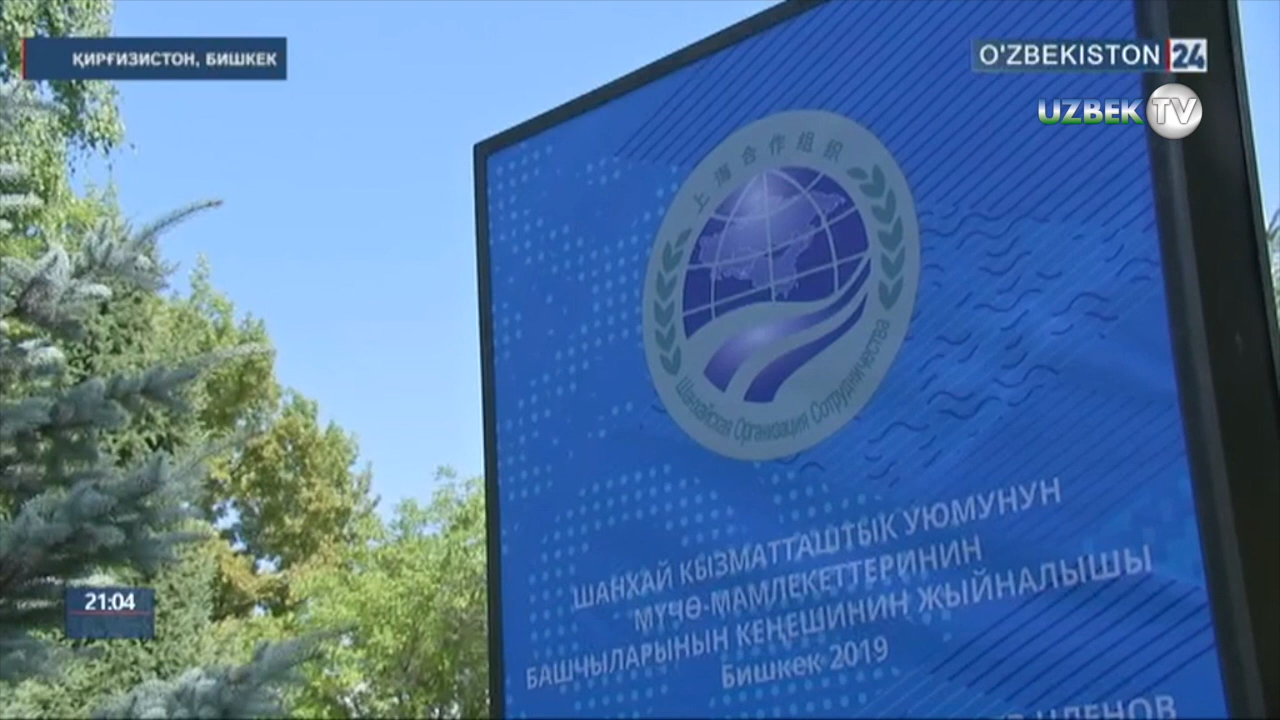 ҚИРҒИЗИСТОН, БИШКЕК
O'ZBEKISTON 24
UZBEK TV
上海合作组织
Шанхайская Организация Сотрудничества
ШАНХАЙ КЫЗМАТТАШТЫК УЮМУНУН
МҮЧӨ-МАМЛЕКЕТТЕРИНИН
БАШЧЫЛАРЫНЫН КЕҢЕШИНИН ЖЫЙНАЛЫШЫ
Бишкек 2019
ЧЛЕНОВ
21:04